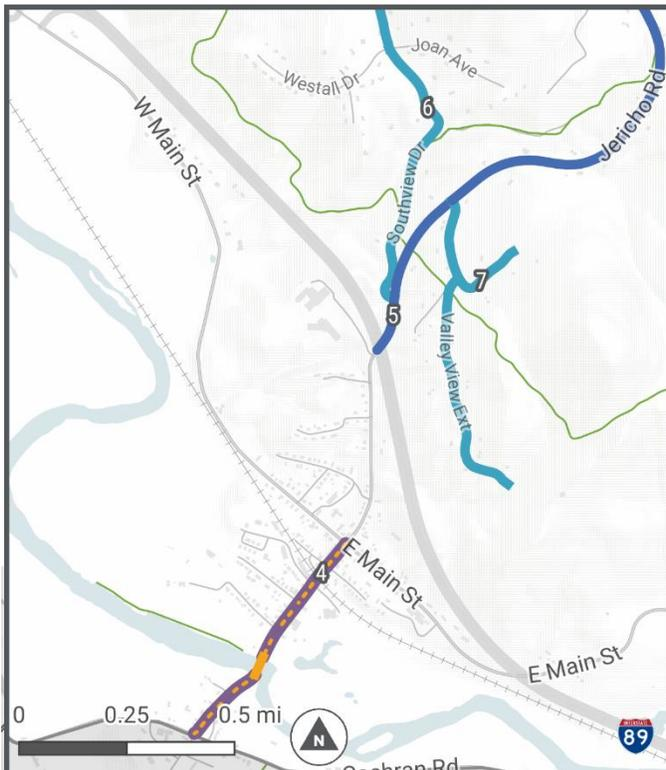 Joan Ave
Westall Dr
6
W Main St
Jericho Rd
Southview Dr
7
5
Valley View Ext
E Main St
4
E Main St
0 0.25 0.5 mi
N
INTERSTATE
89
Cochran Rd